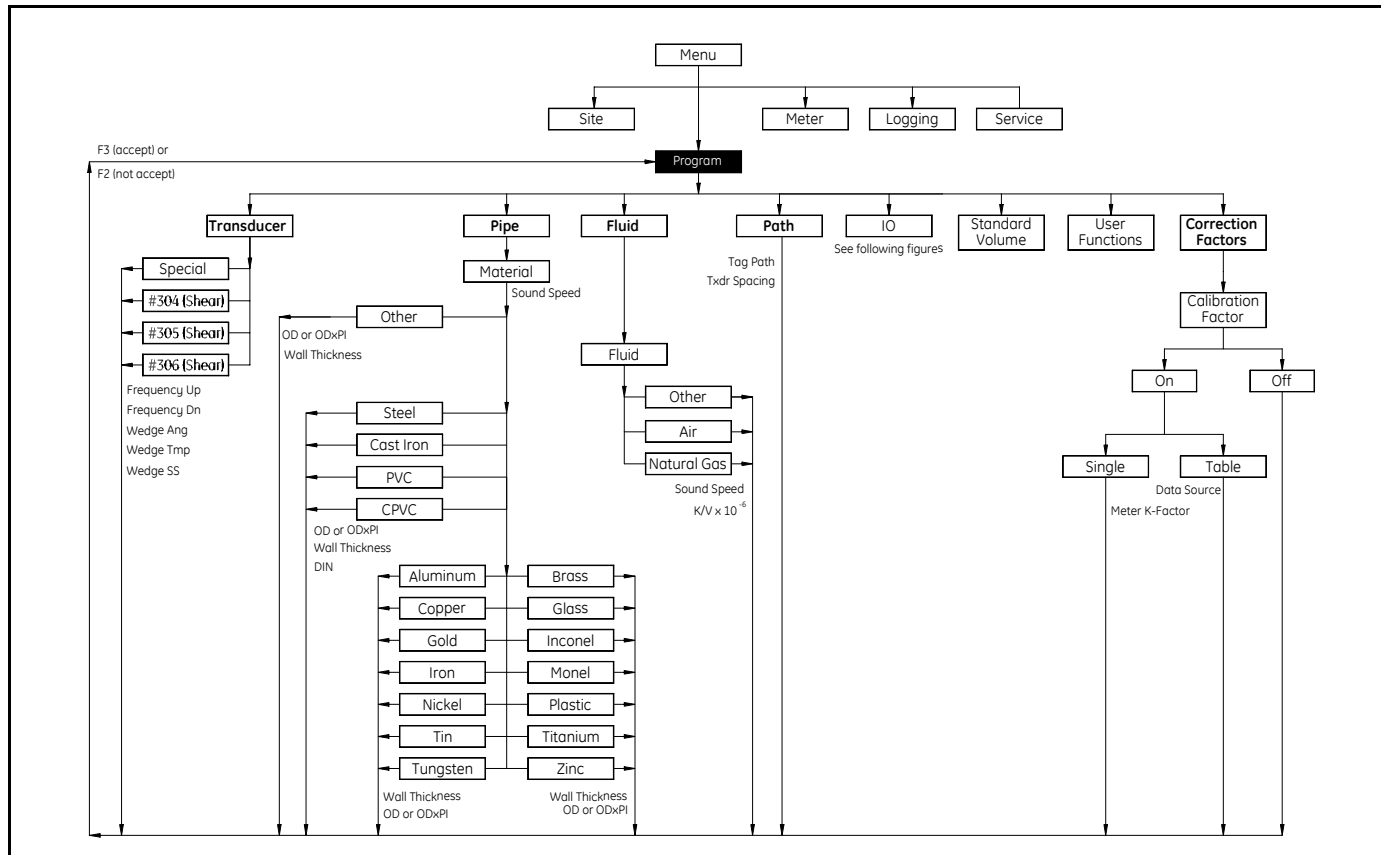 Menu
Site
Meter
Logging
Service
F3 (accept) or
F2 (not accept)
Program
Transducer
Pipe
Fluid
Path
IO
Standard
Volume
User
Functions
Correction
Factors
See following figures
Special
#304 (Shear)
#305 (Shear)
#306 (Shear)
Frequency Up
Frequency Dn
Wedge Ang
Wedge Tmp
Wedge SS
Material
Sound Speed
Other
OD or ODxPI
Wall Thickness
Steel
Cast Iron
PVC
CPVC
OD or ODxPI
Wall Thickness
DIN
Aluminum
Brass
Copper
Glass
Gold
Inconel
Iron
Monel
Nickel
Plastic
Tin
Titanium
Tungsten
Zinc
Wall Thickness
OD or ODxPI
Wall Thickness
OD or ODxPI
Fluid
Other
Air
Natural Gas
Sound Speed
K/V x 10 -6
Tag Path
Txdr Spacing
Calibration
Factor
On
Off
Single
Table
Data Source
Meter K-Factor